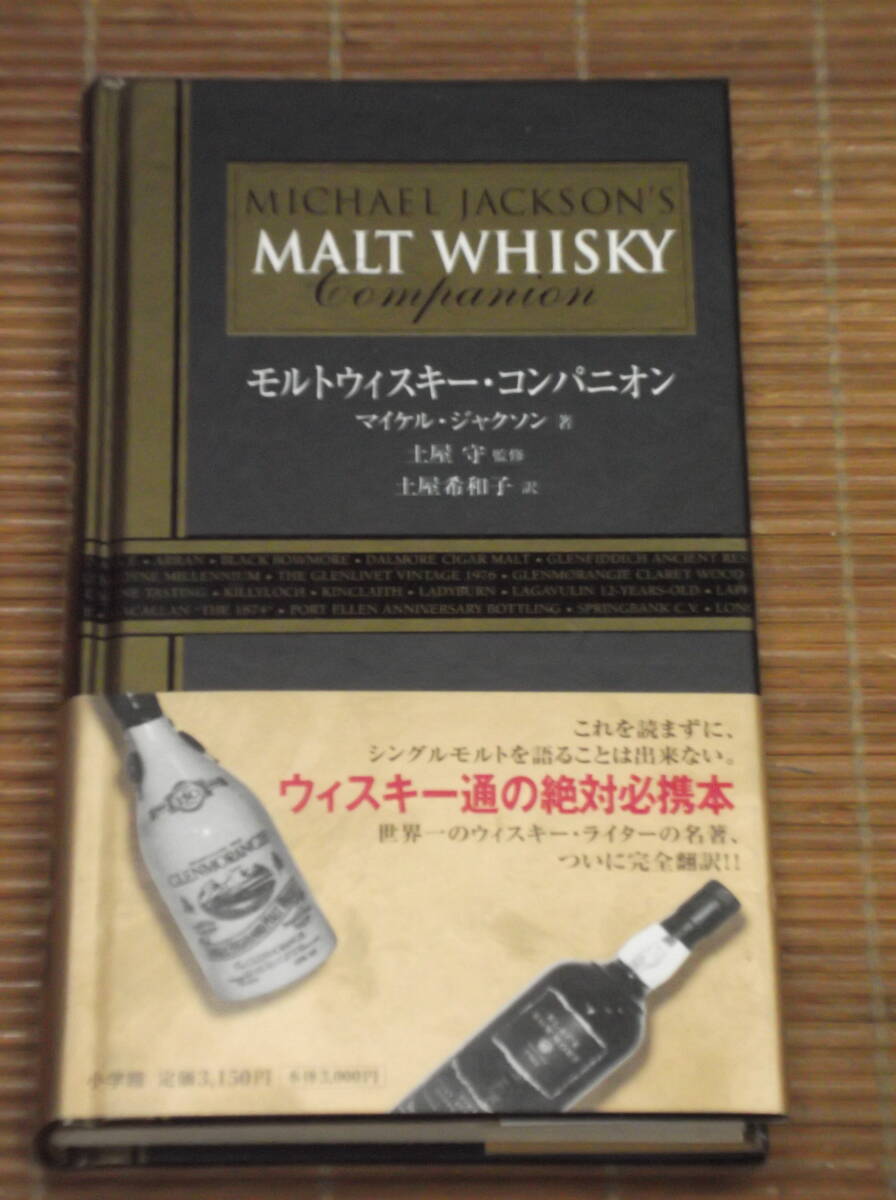 MICHAEL JACKSON'S
MALT WHISKY
Companion
モルトウィスキー・コンパニオン
マイケル・ジャクソン 著
土屋 守 監修
土屋希和子 訳
ARRAN • BLACK BOWMORE • DALMORE CIGAR MALT • GLENFIDDICH ANCIENT RES
DYNE MILLENNIUM • THE GLENLIVET VINTAGE 1976 • GLENMORANGIE CLARET WOOD
NE TASTING • KILLYLOCH • KINCLAITH • LADYBURN • LAGAVULIN 12-YEARS-OLD • LAPH
ACALLAN "THE 1874" • PORT ELLEN ANNIVERSARY BOTTLING • SPRINGBANK C.V. • LONG
これを読まずに、
シングルモルトを語ることは出来ない。
ウィスキー通の絶対必携本
世界一のウィスキー・ライターの名著、
ついに完全翻訳!!
GLENMORANGIE
小学館 定価3,150円 本体3,000円